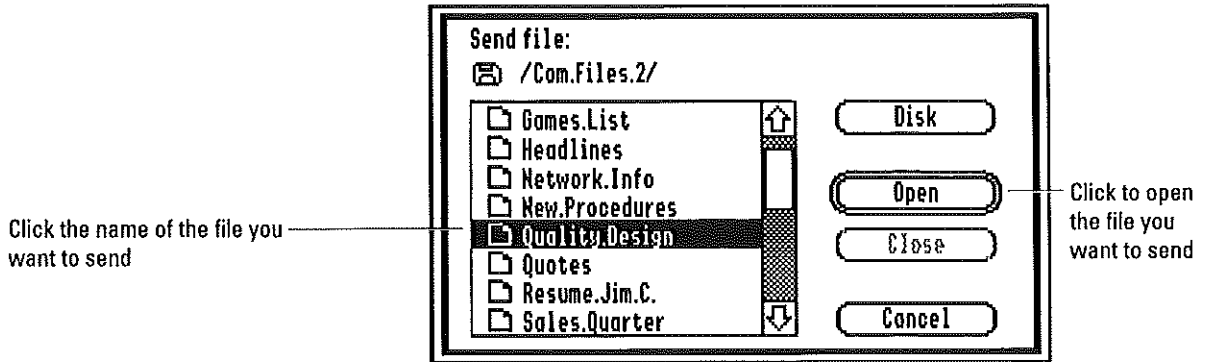 Send file:
/Com.Files.2/
Games.List
Headlines
Network.Info
New.Procedures
Quality.Design
Quotes
Resume.Jim.C.
Sales.Quarter
Disk
Open
Close
Cancel
Click the name of the file you
want to send
Click to open
the file you
want to send